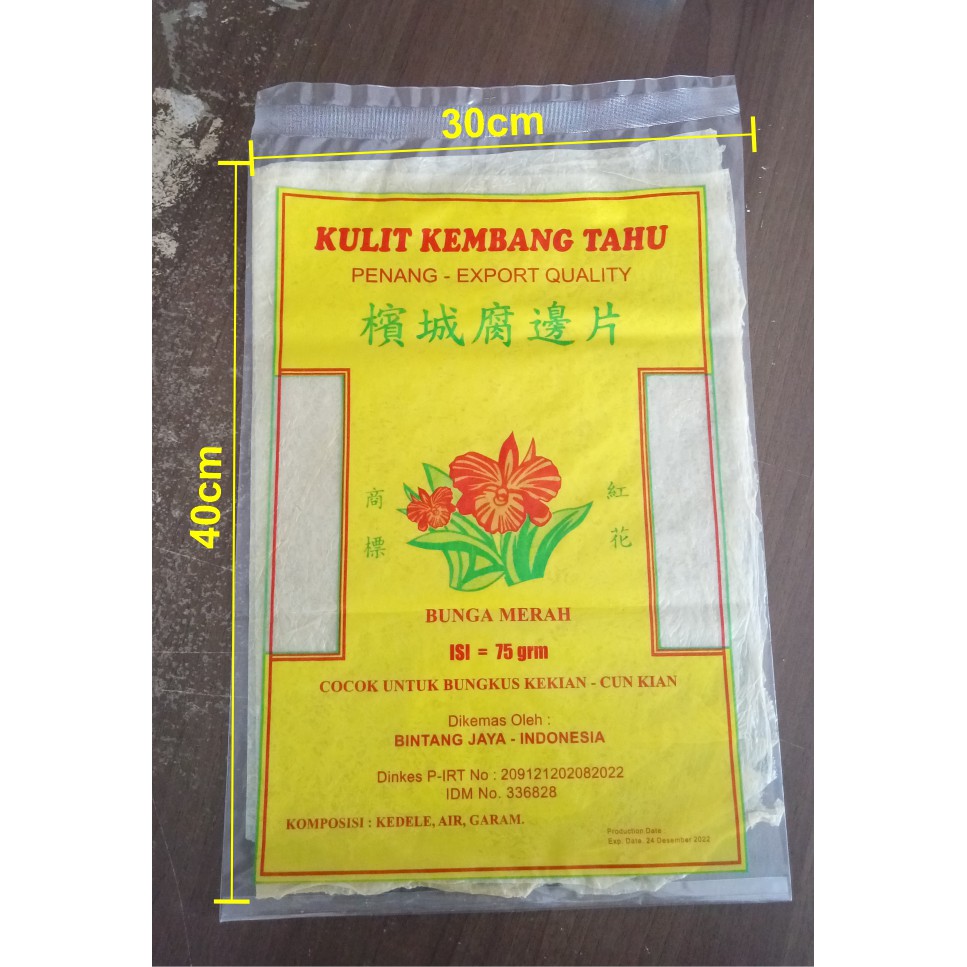 30cm
40cm
KULIT KEMBANG TAHU
PENANG - EXPORT QUALITY
檳城腐邊片
商標
紅花
BUNGA MERAH
ISI = 75 grm
COCOK UNTUK BUNGKUS KEKIAN - CUN KIAN
Dikemas Oleh :
BINTANG JAYA - INDONESIA
Dinkes P-IRT No : 209121202082022
IDM No. 336828
KOMPOSISI : KEDELE, AIR, GARAM.
Production Date
Exp. Date. 24 Desember 2022